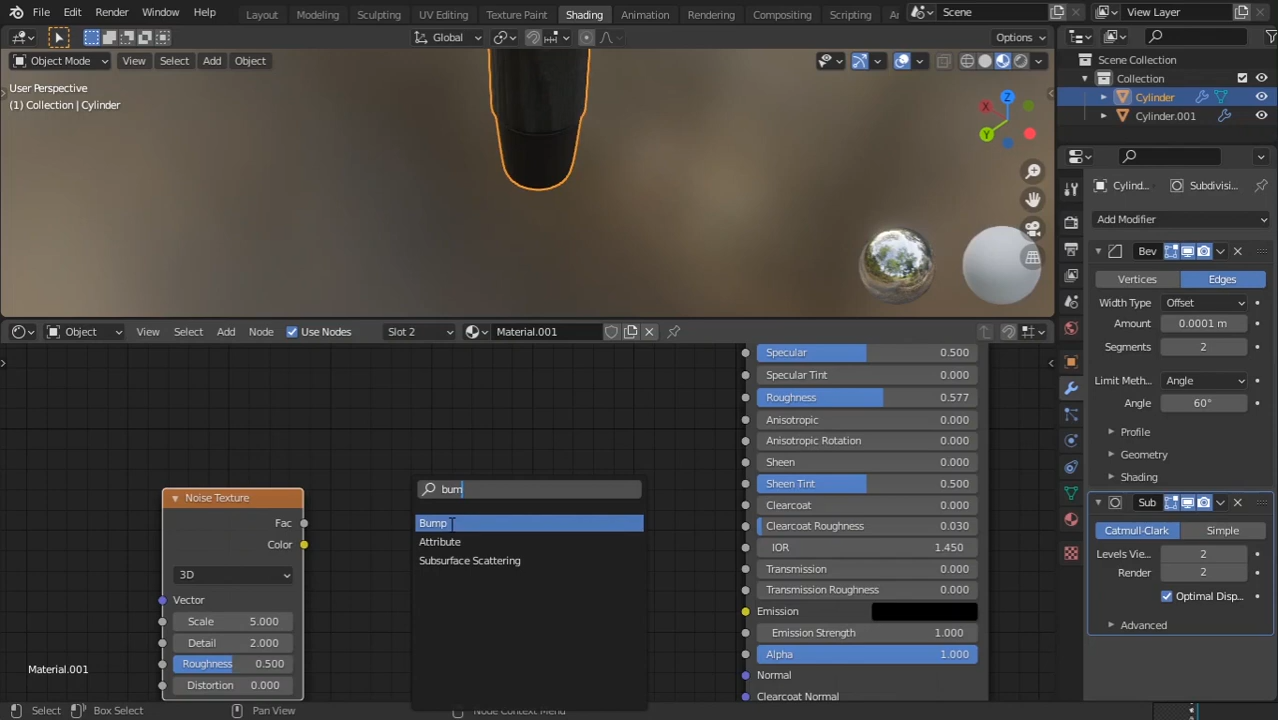 File Edit Render Window Help Layout Modeling Sculpting UV Editing Texture Paint Shading Animation Rendering Compositing Scripting Scene View Layer
Global Options
Object Mode View Select Add Object
User Perspective
(1) Collection | Cylinder
Z
X
Y
Scene Collection
Collection
Cylinder
Cylinder.001
Cylind... Subdivisi...
Add Modifier
Bev
Vertices Edges
Width Type Offset
Amount 0.0001 m
Segments 2
Limit Meth... Angle
Angle 60°
Profile
Geometry
Shading
Sub
Catmull-Clark Simple
Levels Vie... 2
Render 2
Optimal Disp...
Advanced
Object View Select Add Node Use Nodes Slot 2 Material.001
Noise Texture
Fac
Color
3D
Vector
Scale 5.000
Detail 2.000
Roughness 0.500
Distortion 0.000
bum
Bump
Attribute
Subsurface Scattering
Specular 0.500
Specular Tint 0.000
Roughness 0.577
Anisotropic 0.000
Anisotropic Rotation 0.000
Sheen 0.000
Sheen Tint 0.500
Clearcoat 0.000
Clearcoat Roughness 0.030
IOR 1.450
Transmission 0.000
Transmission Roughness 0.000
Emission
Emission Strength 1.000
Alpha 1.000
Normal
Clearcoat Normal
Material.001
Select Box Select Pan View Node Context Menu